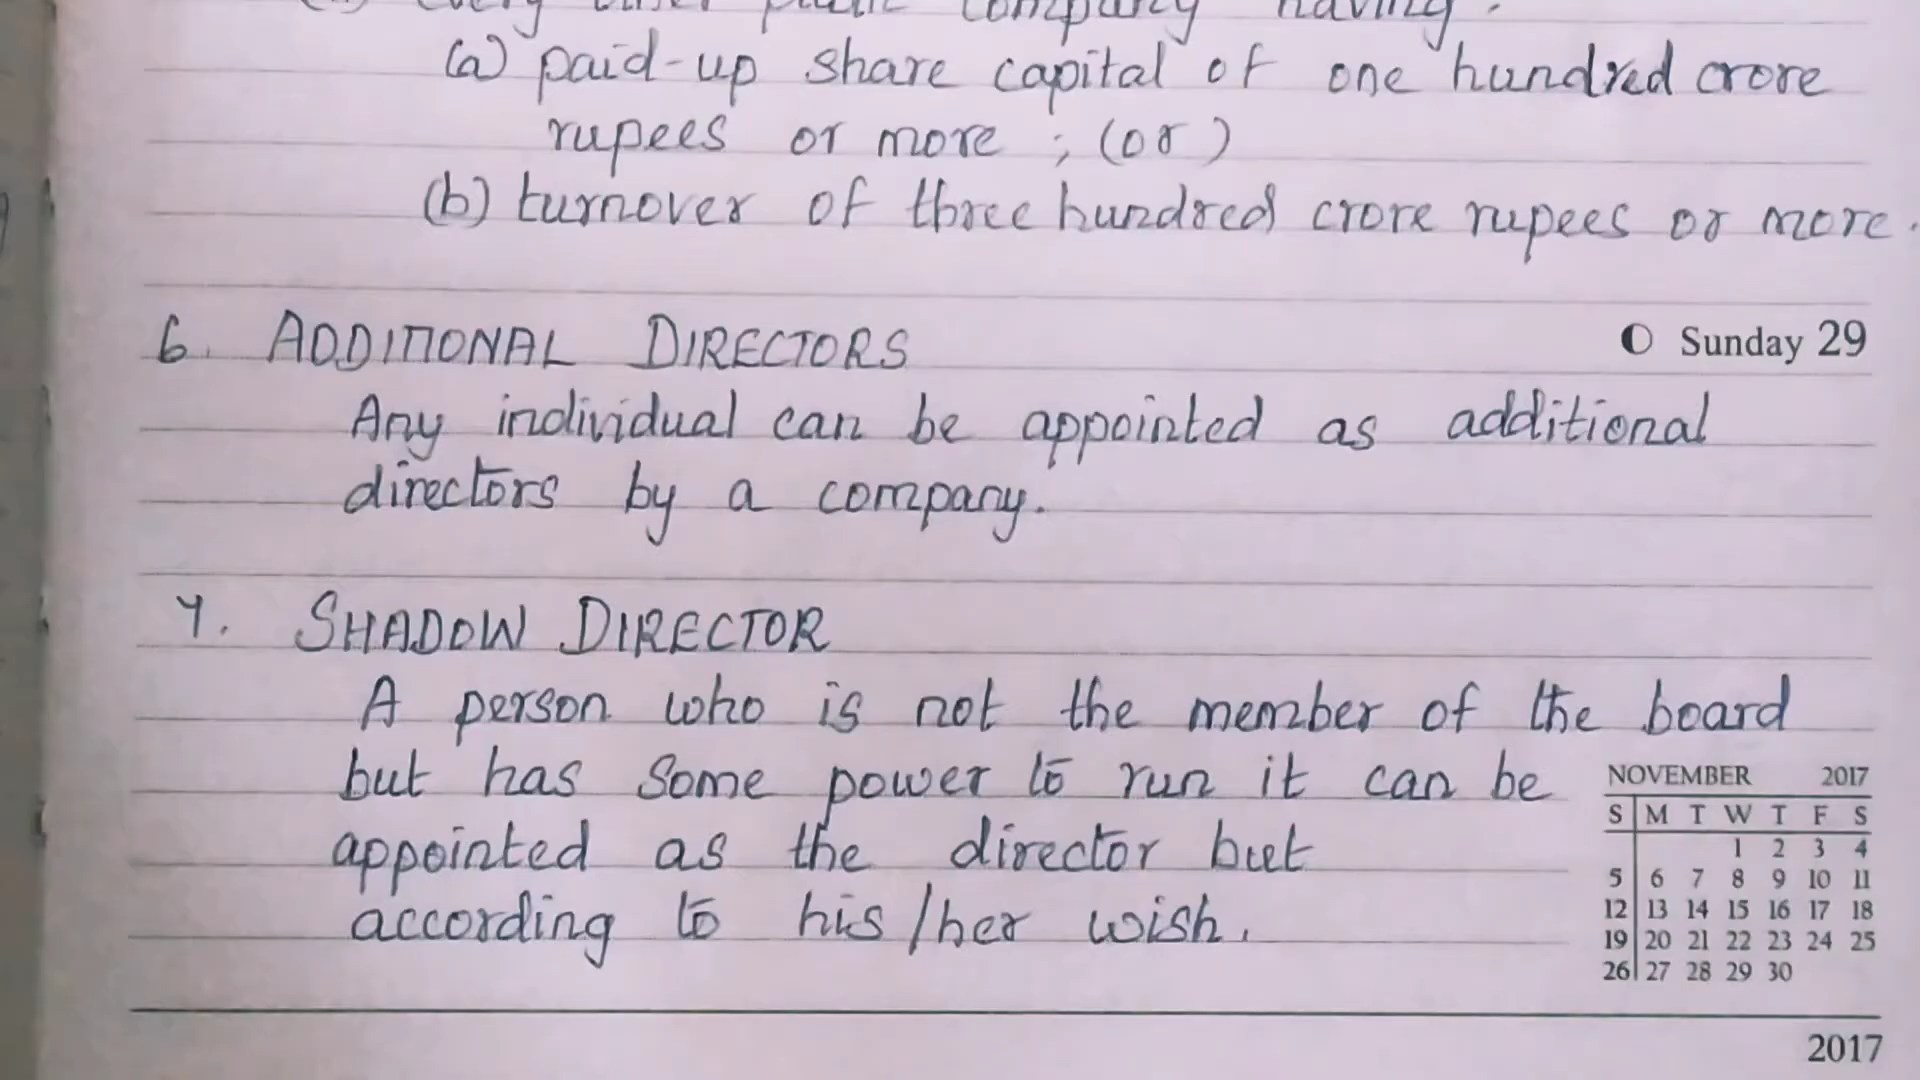 every other public company having:
(a) paid-up share capital of one hundred crore
rupees or more ; (or)
(b) turnover of three hundred crore rupees or more.
6. ADDITIONAL DIRECTORS
Sunday 29
Any individual can be appointed as additional
directors by a company.
7. SHADOW DIRECTOR
A person who is not the member of the board
but has some power to run it can be
appointed as the director but
according to his/her wish.
NOVEMBER 2017
S M T W T F S
1 2 3 4
5 6 7 8 9 10 11
12 13 14 15 16 17 18
19 20 21 22 23 24 25
26 27 28 29 30
2017